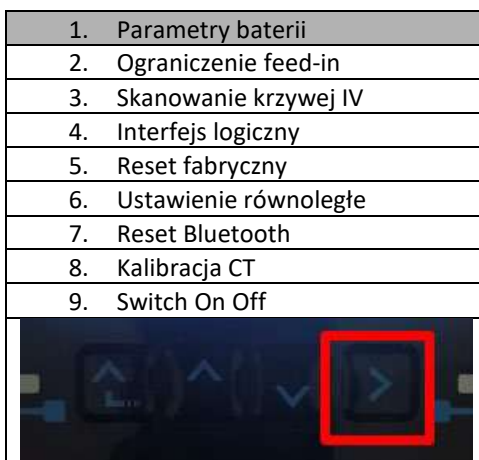 1. Parametry baterii
2. Ograniczenie feed-in
3. Skanowanie krzywej IV
4. Interfejs logiczny
5. Reset fabryczny
6. Ustawienie równoległe
7. Reset Bluetooth
8. Kalibracja CT
9. Switch On Off